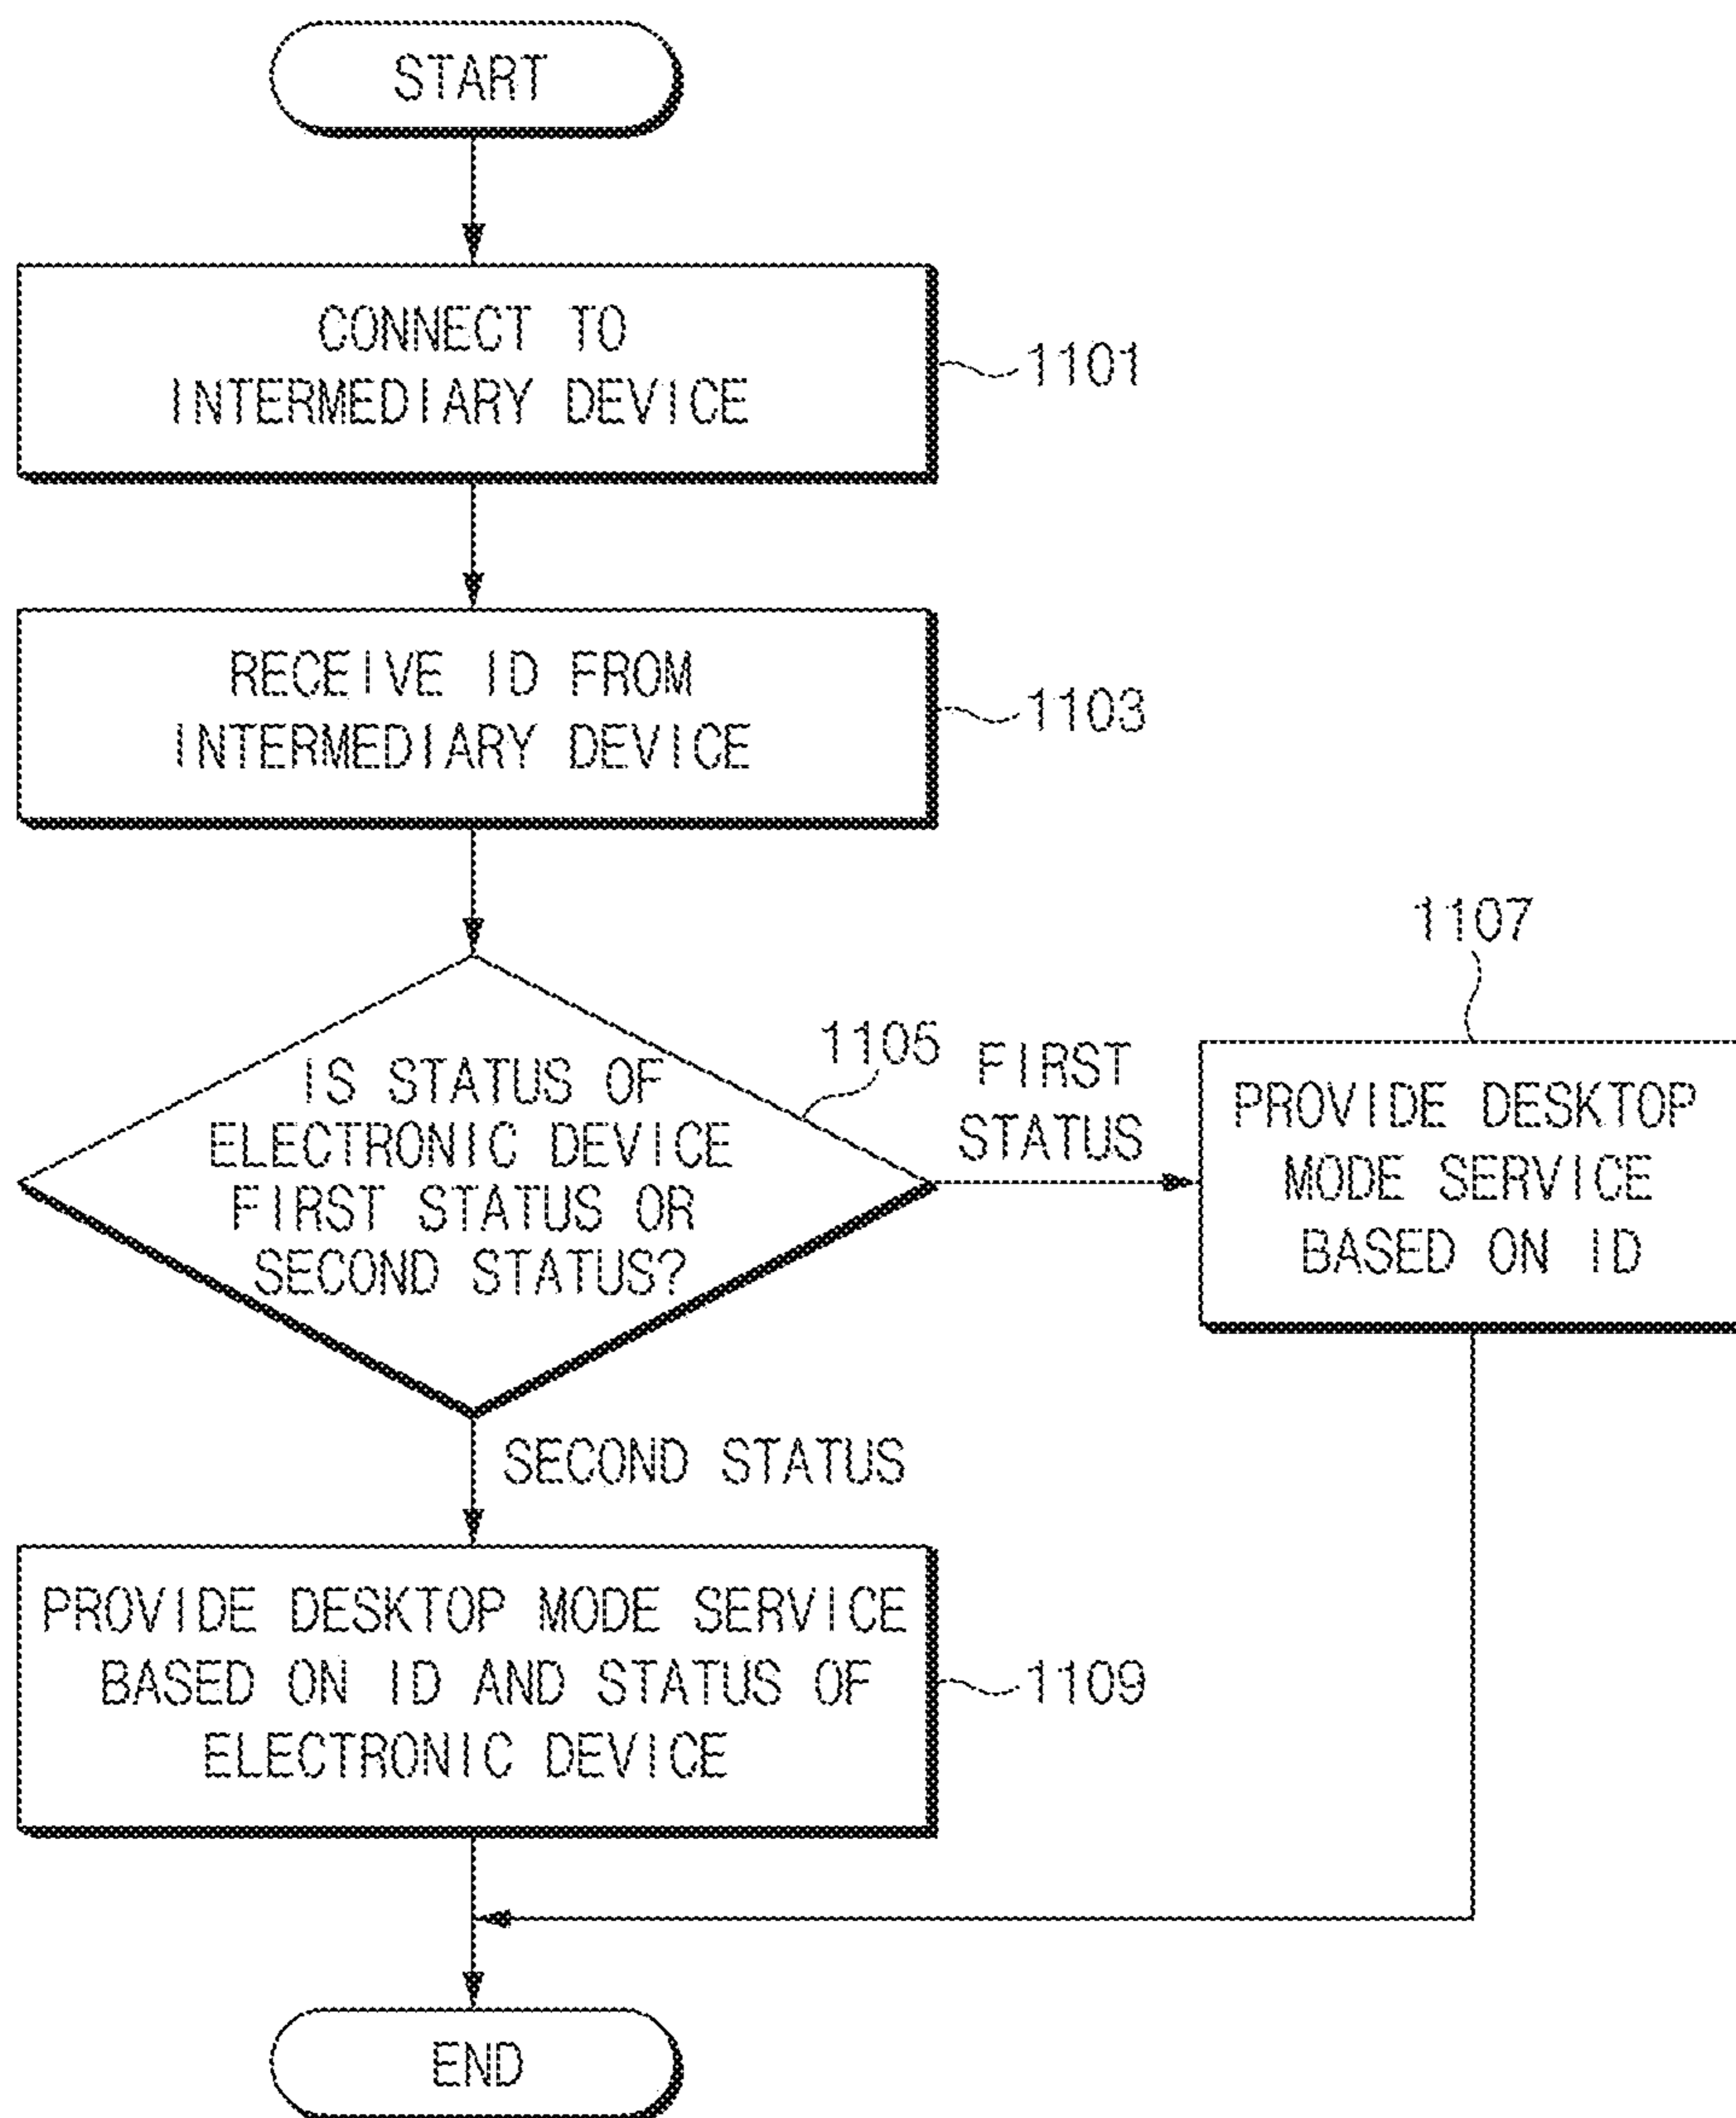 START
CONNECT TO
INTERMEDIARY DEVICE
1101
RECEIVE ID FROM
INTERMEDIARY DEVICE
1103
IS STATUS OF
ELECTRONIC DEVICE
FIRST STATUS OR
SECOND STATUS?
1105
FIRST
STATUS
1107
PROVIDE DESKTOP
MODE SERVICE
BASED ON ID
SECOND STATUS
PROVIDE DESKTOP MODE SERVICE
BASED ON ID AND STATUS OF
ELECTRONIC DEVICE
1109
END